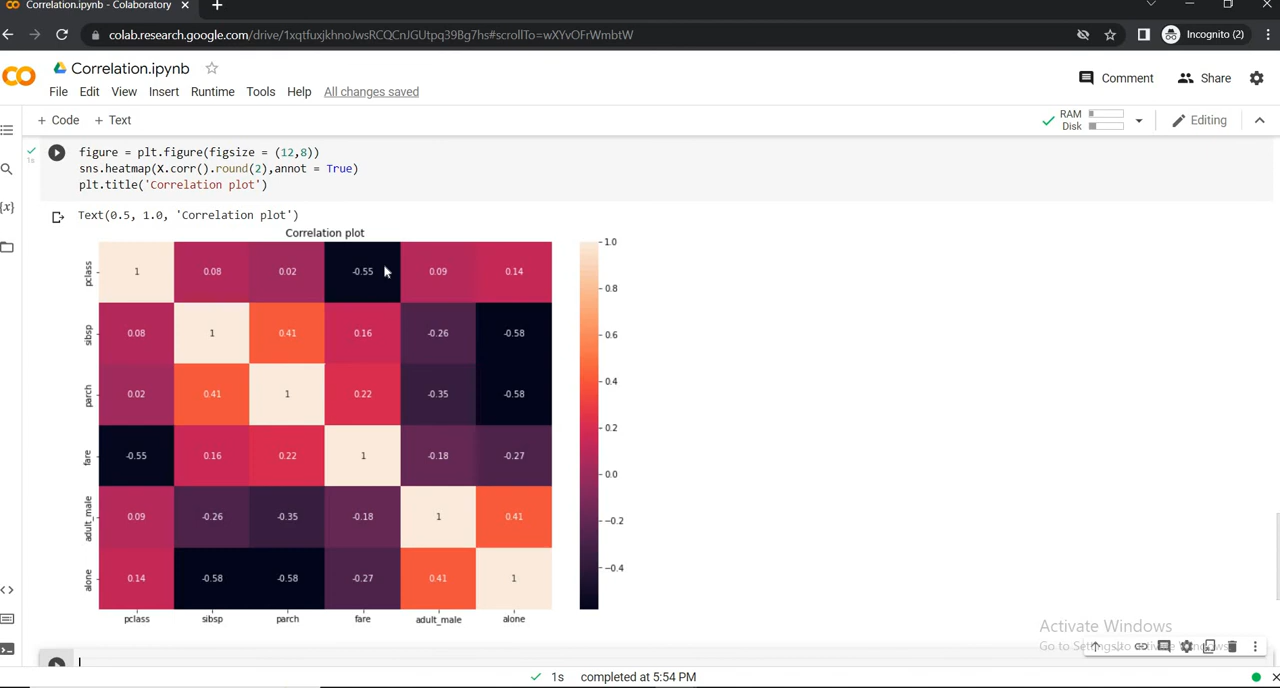 Correlation.ipynb - Colaboratory
colab.research.google.com/drive/1xqtfuxjkhnoJwsRCQCnJGUtpq39Bg7hs#scrollTo=wXYvOFrWmbtW
Incognito (2)
Correlation.ipynb
Comment
Share
File Edit View Insert Runtime Tools Help All changes saved
+ Code + Text
RAM
Disk
Editing
1s
figure = plt.figure(figsize = (12,8))
sns.heatmap(X.corr().round(2),annot = True)
plt.title('Correlation plot')
{x}
Text(0.5, 1.0, 'Correlation plot')
Correlation plot
pclass 1 0.08 0.02 -0.55 0.09 0.14
sibsp 0.08 1 0.41 0.16 -0.26 -0.58
parch 0.02 0.41 1 0.22 -0.35 -0.58
fare -0.55 0.16 0.22 1 -0.18 -0.27
adult_male 0.09 -0.26 -0.35 -0.18 1 0.41
alone 0.14 -0.58 -0.58 -0.27 0.41 1
pclass sibsp parch fare adult_male alone
1.0
0.8
0.6
0.4
0.2
0.0
−0.2
−0.4
Activate Windows
Go to Settings to activate Windows.
1s completed at 5:54 PM